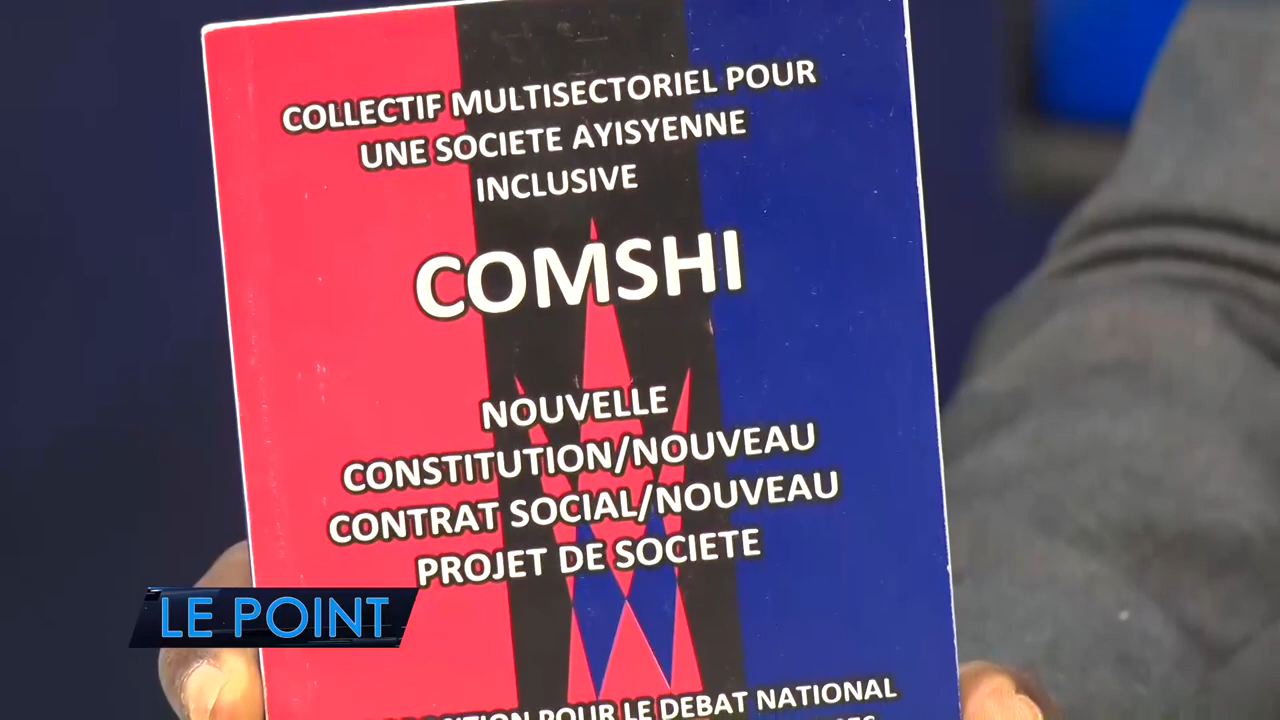 COLLECTIF MULTISECTORIEL POUR
UNE SOCIETE AYISYENNE
INCLUSIVE
COMSHI
NOUVELLE
CONSTITUTION/NOUVEAU
CONTRAT SOCIAL/NOUVEAU
PROJET DE SOCIETE
POUR LE DEBAT NATIONAL
LE POINT